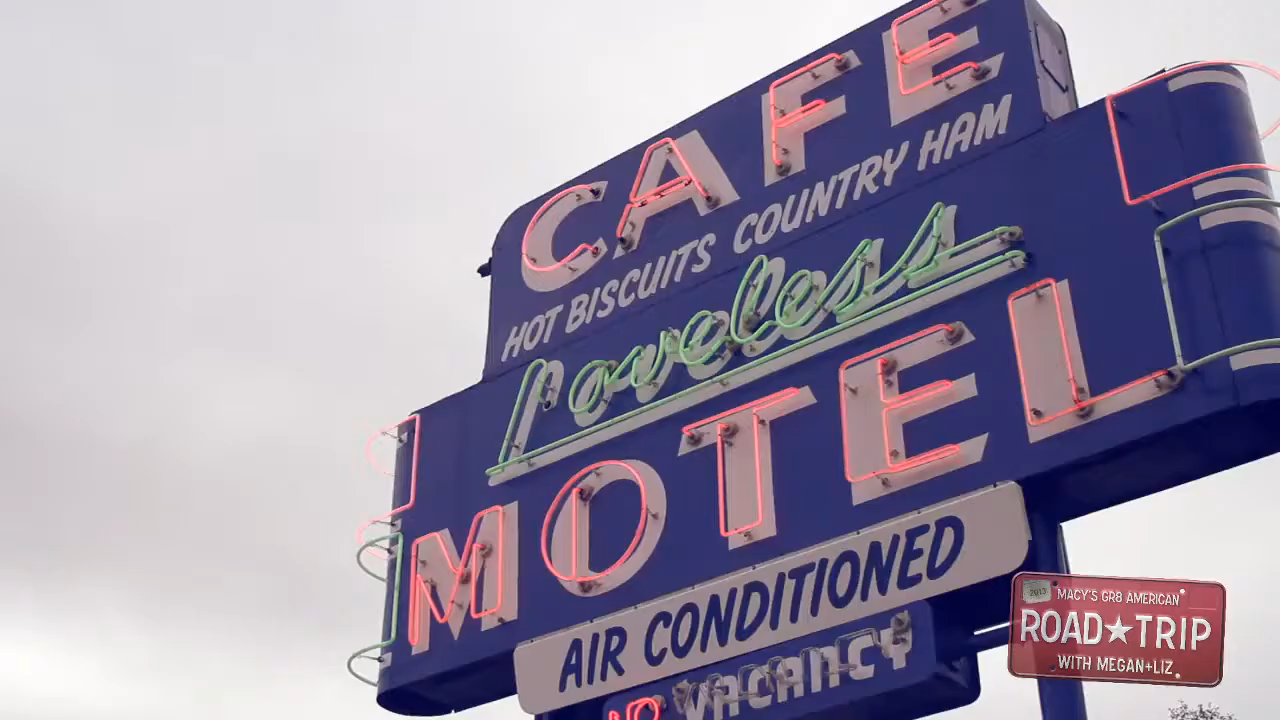 CAFE
HOT BISCUITS COUNTRY HAM
Loveless
MOTEL
AIR CONDITIONED
NO VACANCY
2013
MACY'S GR8 AMERICAN
ROAD★TRIP
WITH MEGAN+LIZ